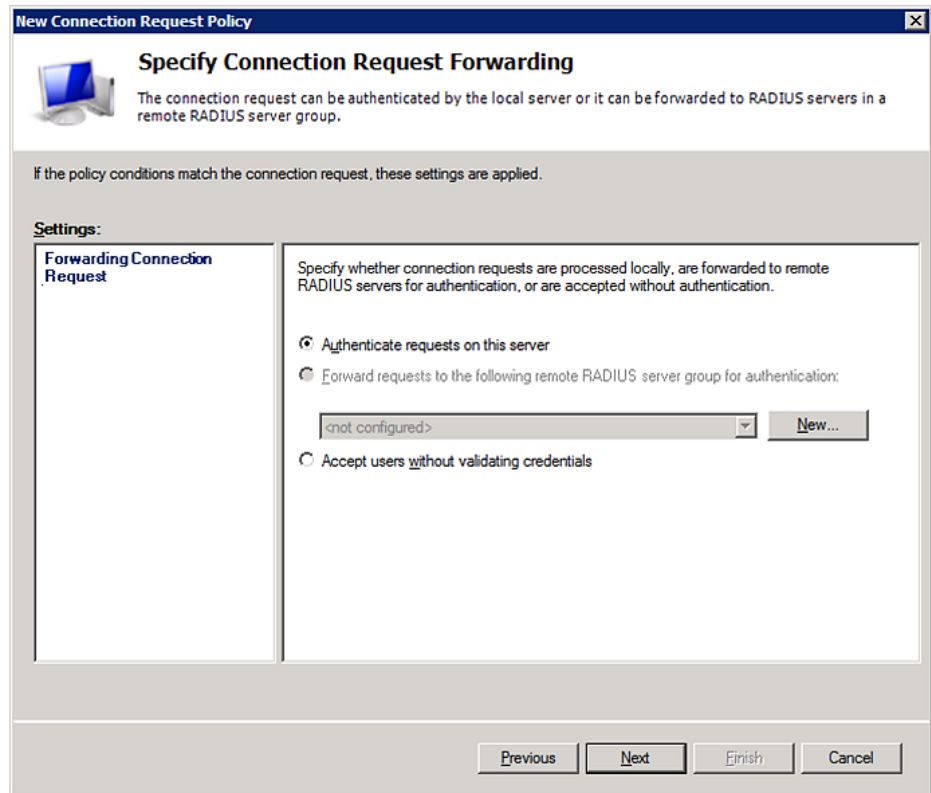 New Connection Request Policy
Specify Connection Request Forwarding
The connection request can be authenticated by the local server or it can be forwarded to RADIUS servers in a
remote RADIUS server group.
If the policy conditions match the connection request, these settings are applied.
Settings:
Forwarding Connection
Request
Specify whether connection requests are processed locally, are forwarded to remote
RADIUS servers for authentication, or are accepted without authentication.
Authenticate requests on this server
Forward requests to the following remote RADIUS server group for authentication:
<not configured>
New...
Accept users without validating credentials
Previous
Next
Finish
Cancel